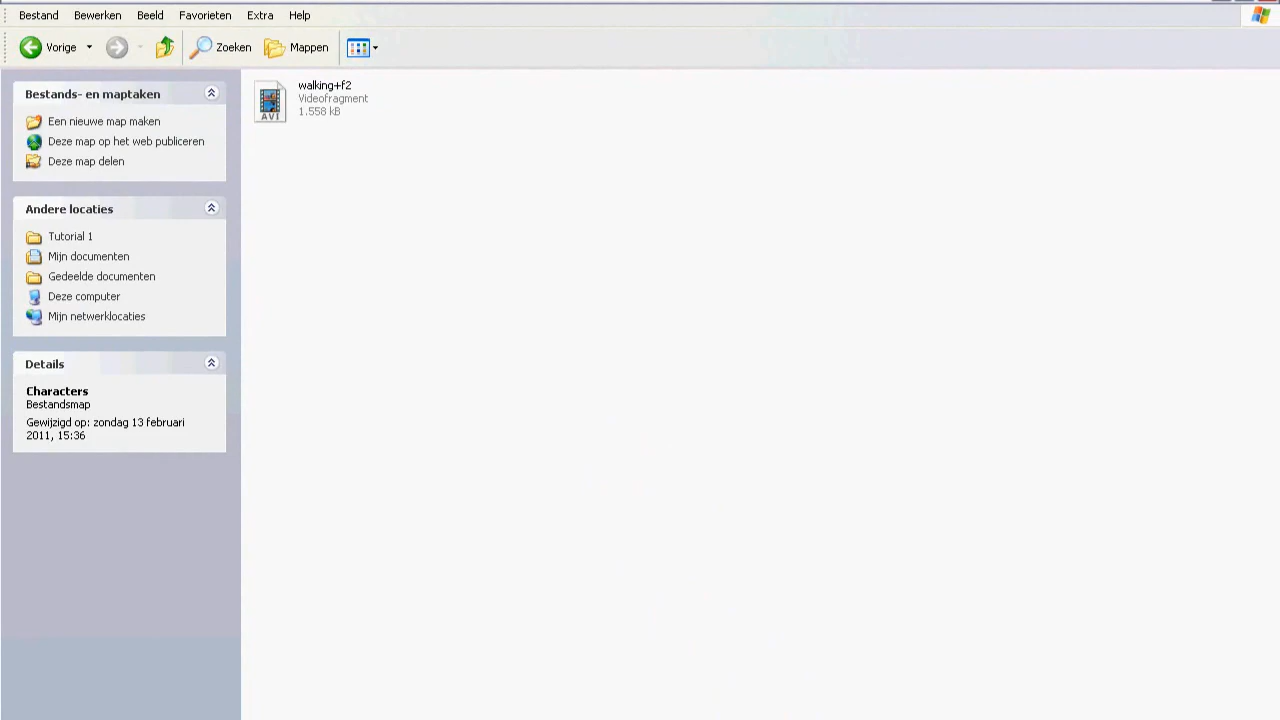 Bestand Bewerken Beeld Favorieten Extra Help
Vorige Zoeken Mappen
Bestands- en maptaken
Een nieuwe map maken
Deze map op het web publiceren
Deze map delen
Andere locaties
Tutorial 1
Mijn documenten
Gedeelde documenten
Deze computer
Mijn netwerklocaties
Details
Characters
Bestandsmap
Gewijzigd op: zondag 13 februari
2011, 15:36
walking+f2
Videofragment
1.558 kB
AVI